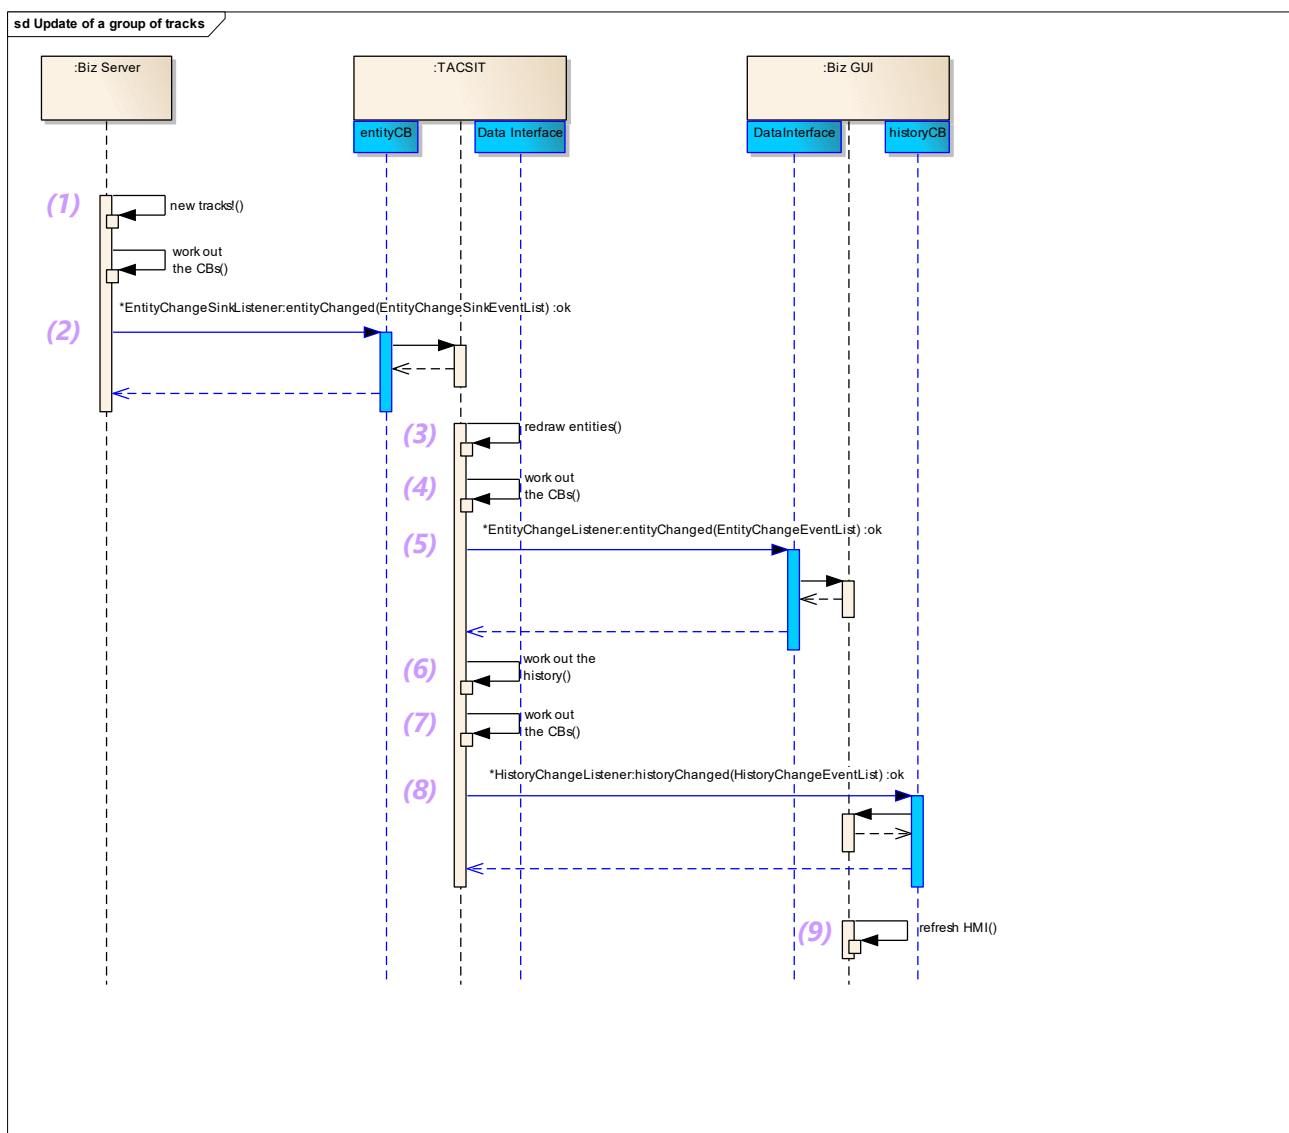 sd Update of a group of tracks
:Biz Server
:TACSIT
:Biz GUI
entityCB
Data Interface
DataInterface
historyCB
(1)
new tracks!()
work out
the CBs()
*EntityChangeSinkListener:entityChanged(EntityChangeSinkEventList) :ok
(2)
(3)
redraw entities()
(4)
work out
the CBs()
*EntityChangeListener:entityChanged(EntityChangeEventList) :ok
(5)
(6)
work out the
history()
(7)
work out
the CBs()
*HistoryChangeListener:historyChanged(HistoryChangeEventList) :ok
(8)
(9)
refresh HMI()